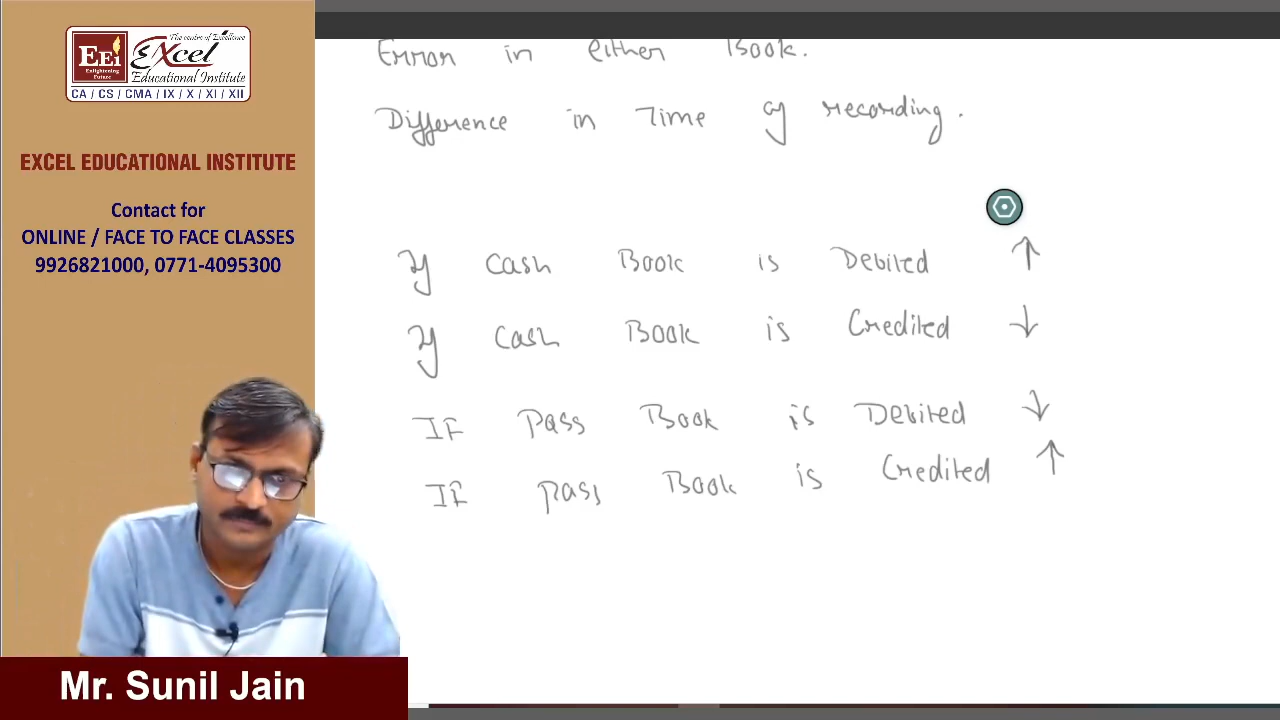 The centre of Excellence
EEi Excel
Enlightening
Future
Educational Institute
CA / CS / CMA / IX / X / XI / XII
EXCEL EDUCATIONAL INSTITUTE
Contact for
ONLINE / FACE TO FACE CLASSES
9926821000, 0771-4095300
Mr. Sunil Jain
Error in either Book.
Difference in Time of recording.
If Cash Book is Debited ↑
If Cash Book is Credited ↓
IF Pass Book is Debited ↓
IF Pass Book is Credited ↑